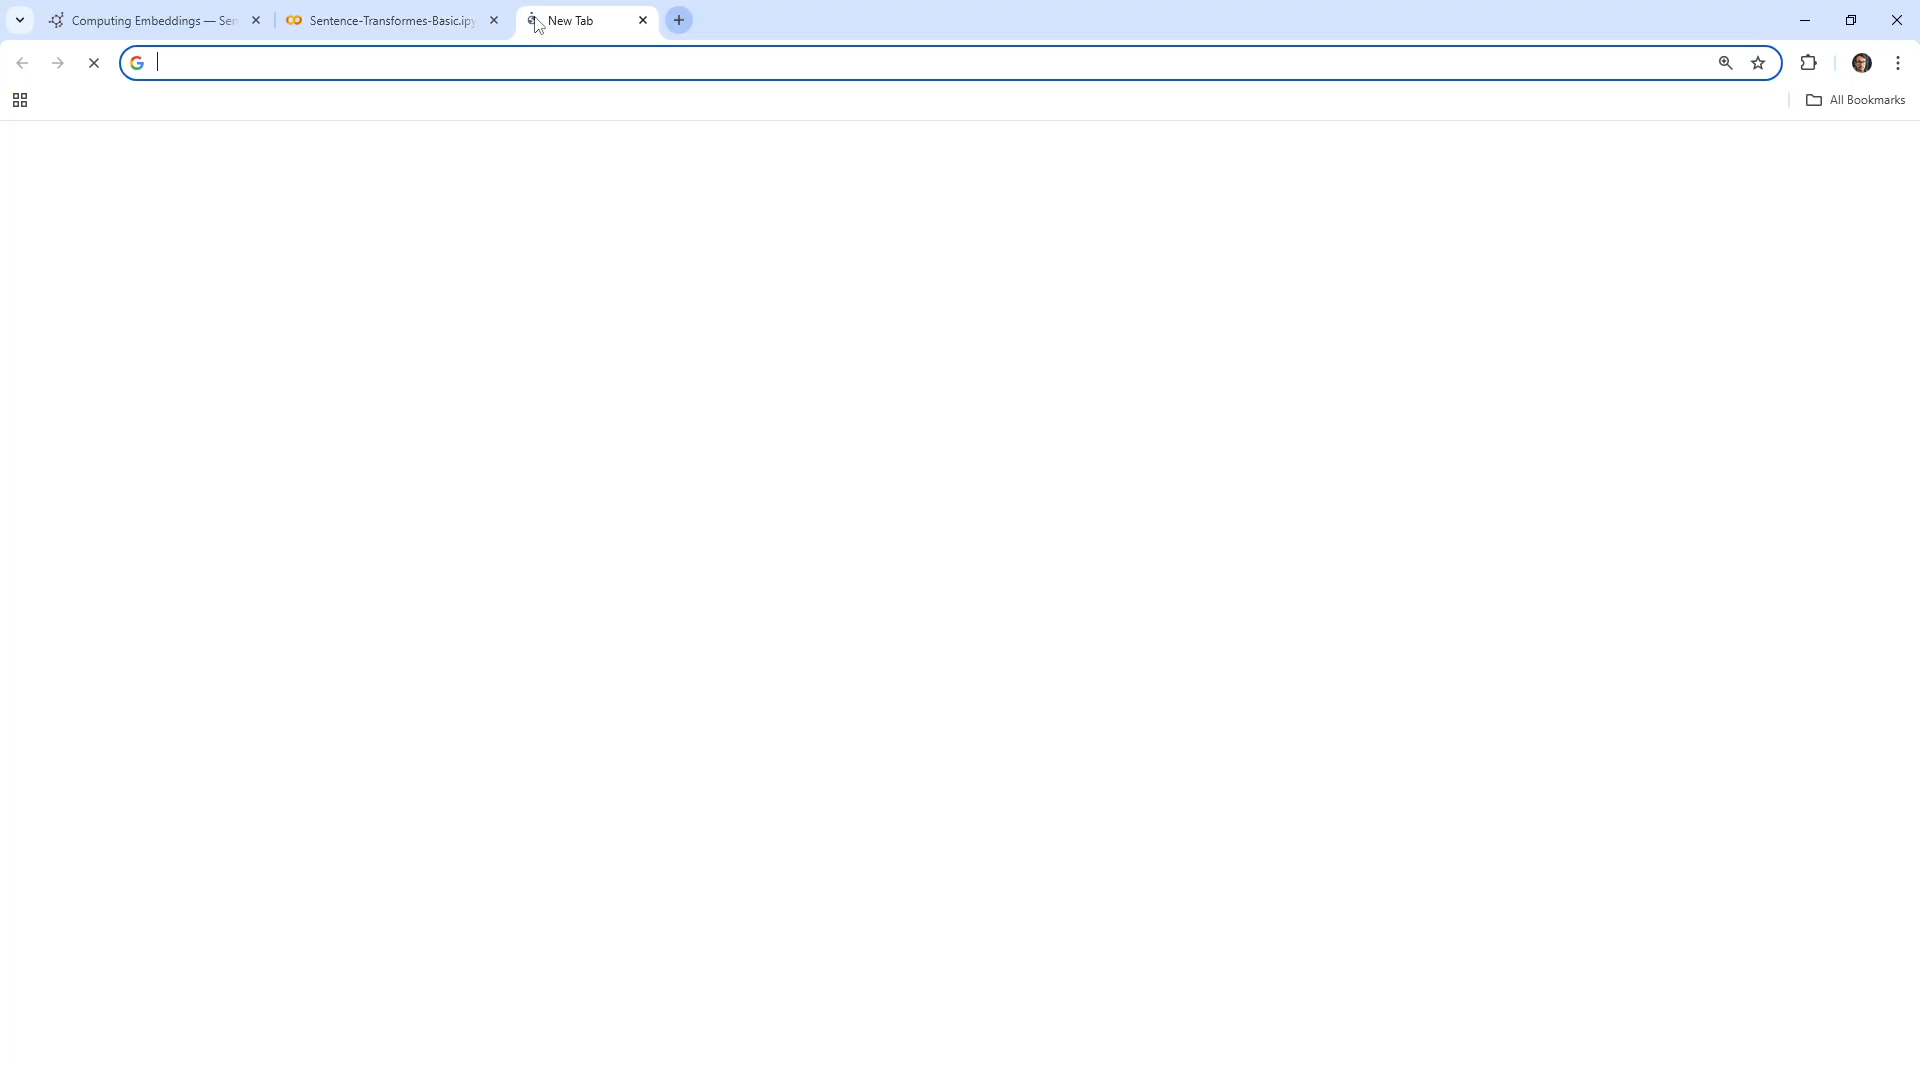 Computing Embeddings — Sen
Sentence-Transformes-Basic.ipy
New Tab
All Bookmarks